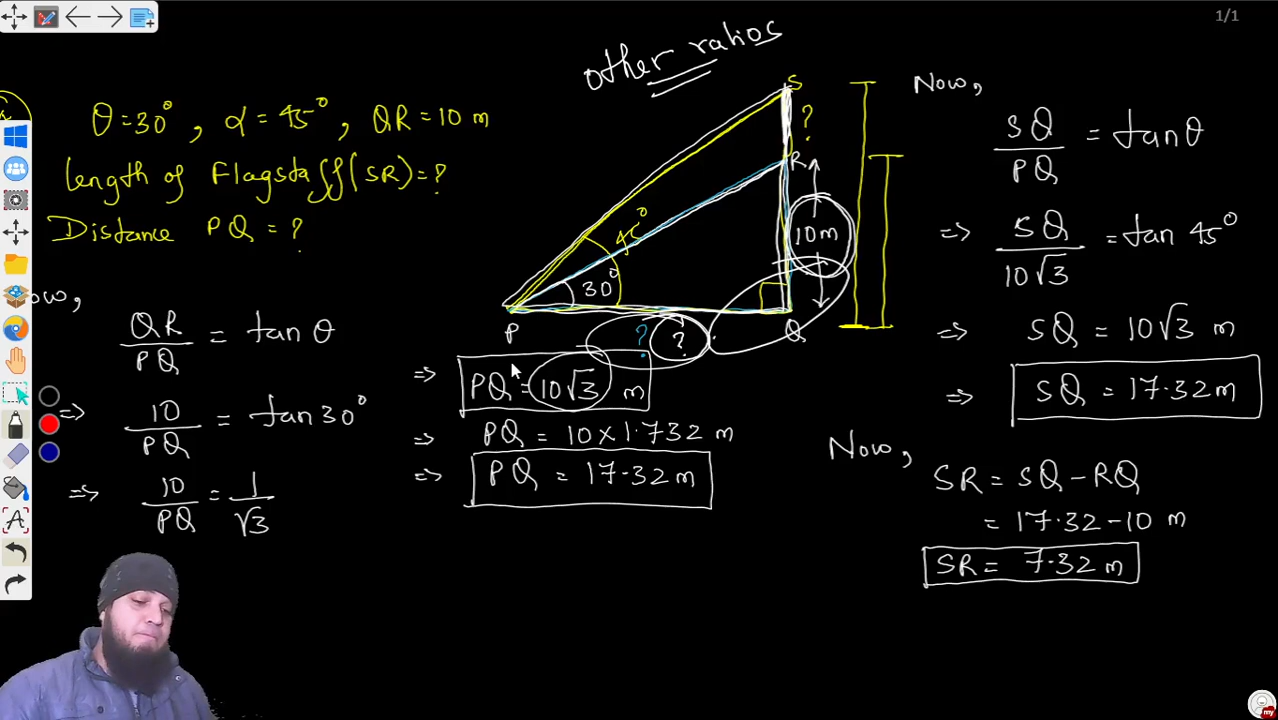 1/1
other ratios
θ = 30°, α = 45°, QR = 10 m
Length of Flagstaff (SR) = ?
Distance PQ = ?
S
?
R
10 m
45°
30°
P
?
?
Q
QR/PQ = tan θ
=> 10/PQ = tan 30°
=> 10/PQ = 1/√3
=> PQ = 10√3 m
=> PQ = 10 × 1.732 m
=> PQ = 17.32 m
Now,
SQ/PQ = tan θ
=> SQ/10√3 = tan 45°
=> SQ = 10√3 m
=> SQ = 17.32 m
Now,
SR = SQ - RQ
= 17.32 - 10 m
SR = 7.32 m